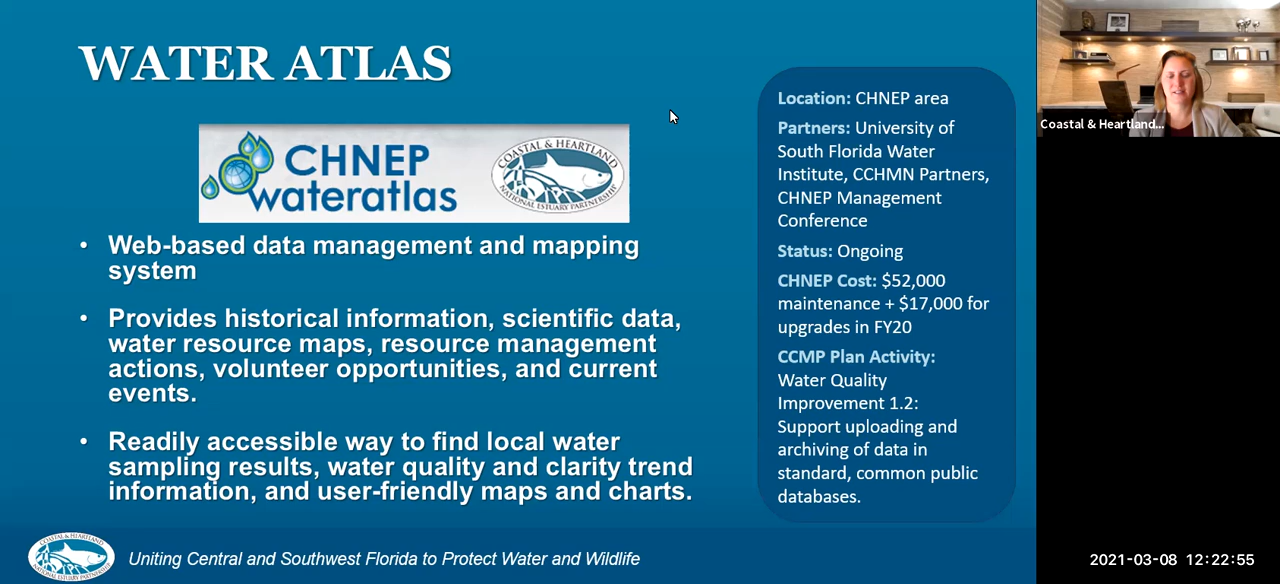 WATER ATLAS
CHNEP
wateratlas
COASTAL & HEARTLAND
NATIONAL ESTUARY PARTNERSHIP
• Web-based data management and mapping
system
• Provides historical information, scientific data,
water resource maps, resource management
actions, volunteer opportunities, and current
events.
• Readily accessible way to find local water
sampling results, water quality and clarity trend
information, and user-friendly maps and charts.
Location: CHNEP area
Partners: University of
South Florida Water
Institute, CCHMN Partners,
CHNEP Management
Conference
Status: Ongoing
CHNEP Cost: $52,000
maintenance + $17,000 for
upgrades in FY20
CCMP Plan Activity:
Water Quality
Improvement 1.2:
Support uploading and
archiving of data in
standard, common public
databases.
COASTAL & HEARTLAND
NATIONAL ESTUARY PARTNERSHIP
Uniting Central and Southwest Florida to Protect Water and Wildlife
Coastal & Heartland...
2021-03-08 12:22:55